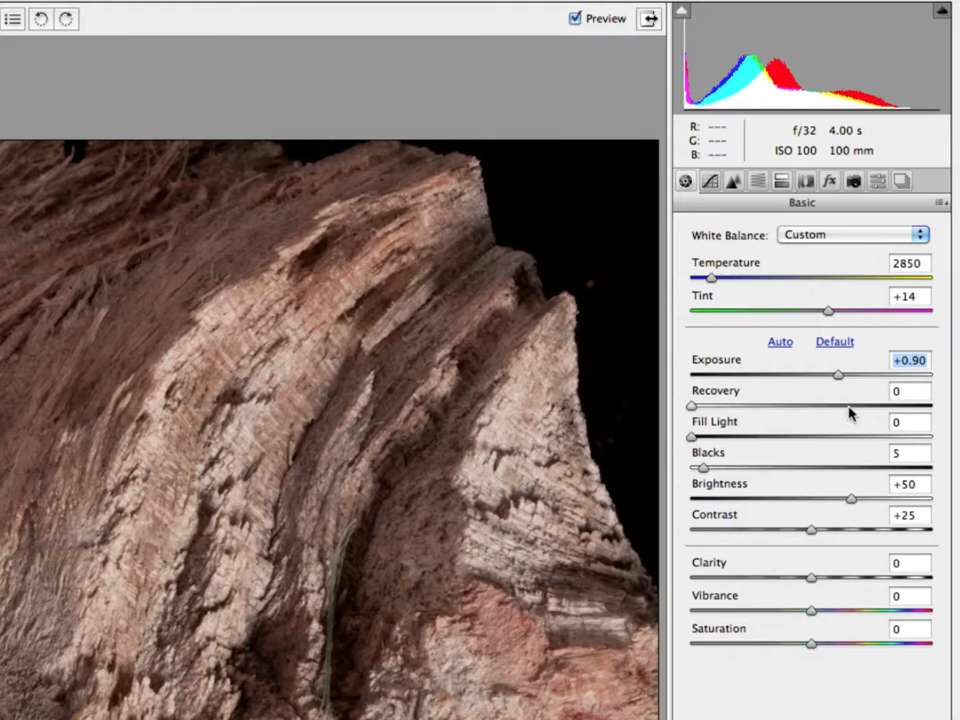 Preview
R: ---
G: ---
B: ---
f/32 4.00 s
ISO 100 100 mm
fx
Basic
White Balance: Custom
Temperature 2850
Tint +14
Auto Default
Exposure +0.90
Recovery 0
Fill Light 0
Blacks 5
Brightness +50
Contrast +25
Clarity 0
Vibrance 0
Saturation 0